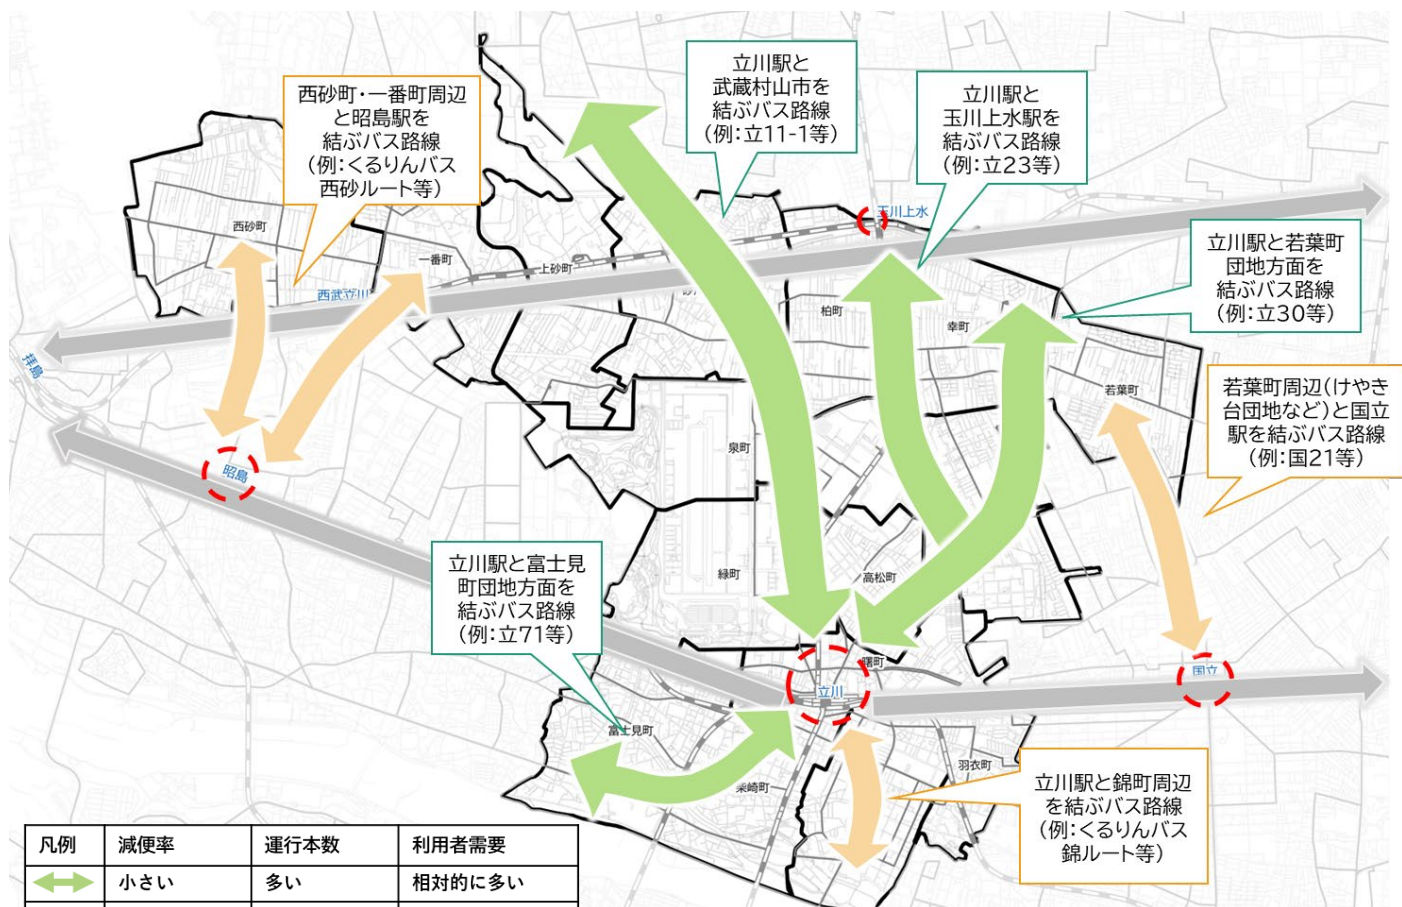 西砂町・一番町周辺
と昭島駅を
結ぶバス路線
(例:くるりんバス
西砂ルート等)
立川駅と
武蔵村山市を
結ぶバス路線
(例:立11-1等)
立川駅と
玉川上水駅を
結ぶバス路線
(例:立23等)
立川駅と若葉町
団地方面を
結ぶバス路線
(例:立30等)
若葉町周辺(けやき
台団地など)と国立
駅を結ぶバス路線
(例:国21等)
立川駅と富士見
町団地方面を
結ぶバス路線
(例:立71等)
立川駅と錦町周辺
を結ぶバス路線
(例:くるりんバス
錦ルート等)
玉川上水
西砂町
一番町
上砂町
西武立川
柏町
幸町
若葉町
拝島
昭島
泉町
緑町
高松町
曙町
立川
国立
富士見町
柴崎町
羽衣町
凡例 減便率 運行本数 利用者需要
小さい 多い 相対的に多い